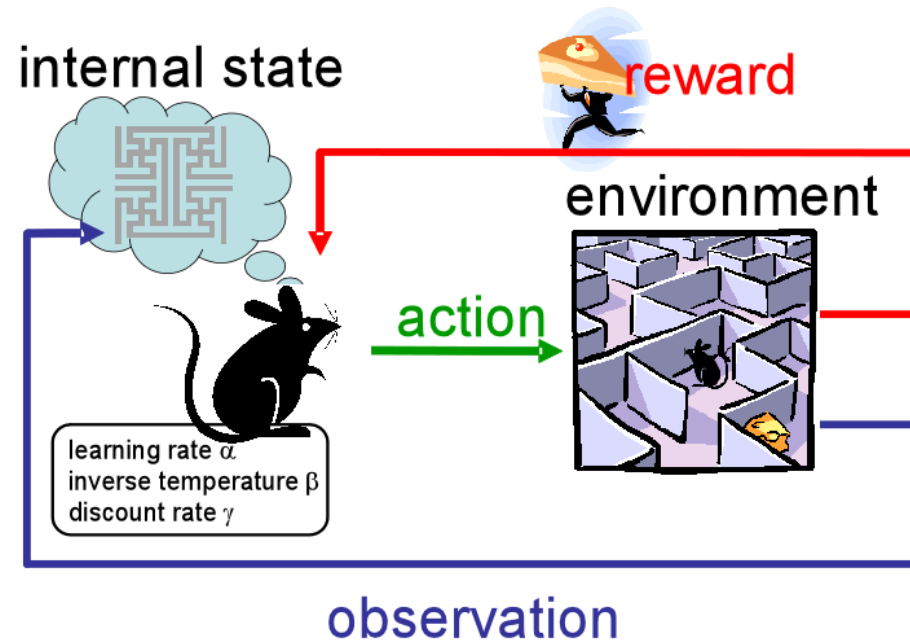 internal state
reward
environment
action
learning rate α
inverse temperature β
discount rate γ
observation